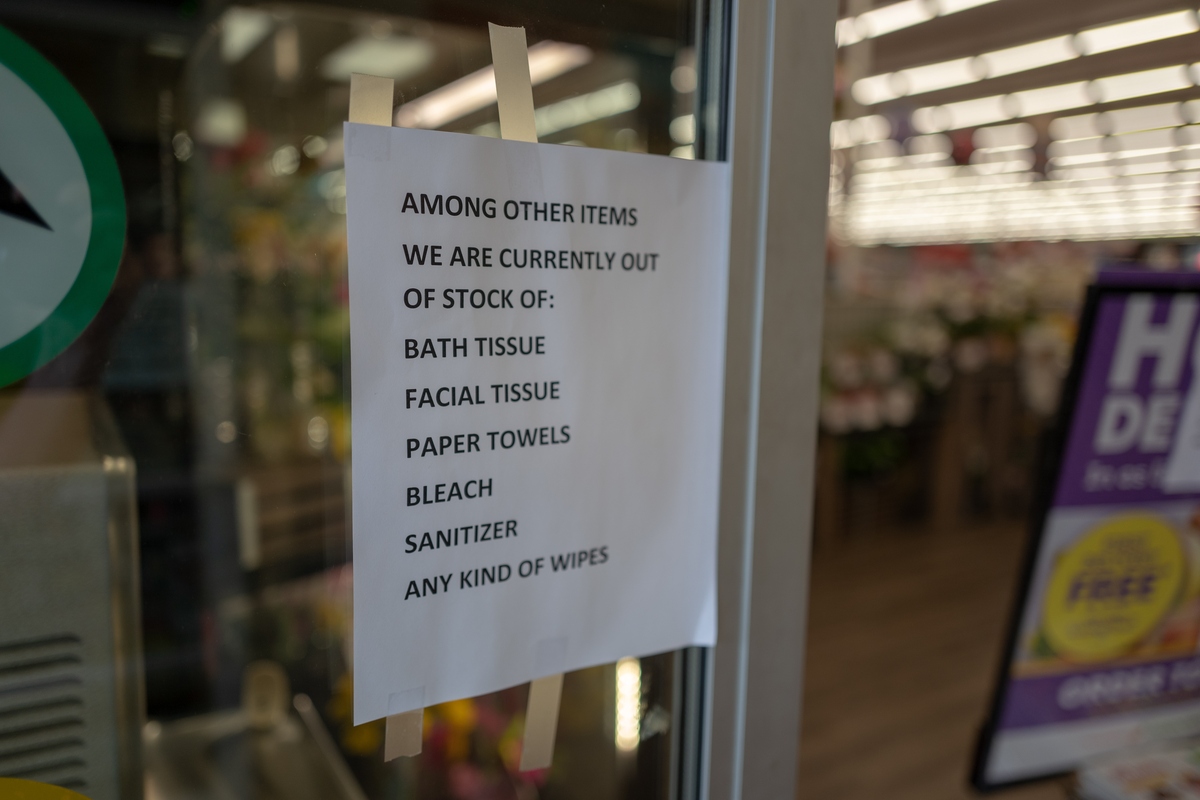 AMONG OTHER ITEMS
WE ARE CURRENTLY OUT
OF STOCK OF:
BATH TISSUE
FACIAL TISSUE
PAPER TOWELS
BLEACH
SANITIZER
ANY KIND OF WIPES
FREE